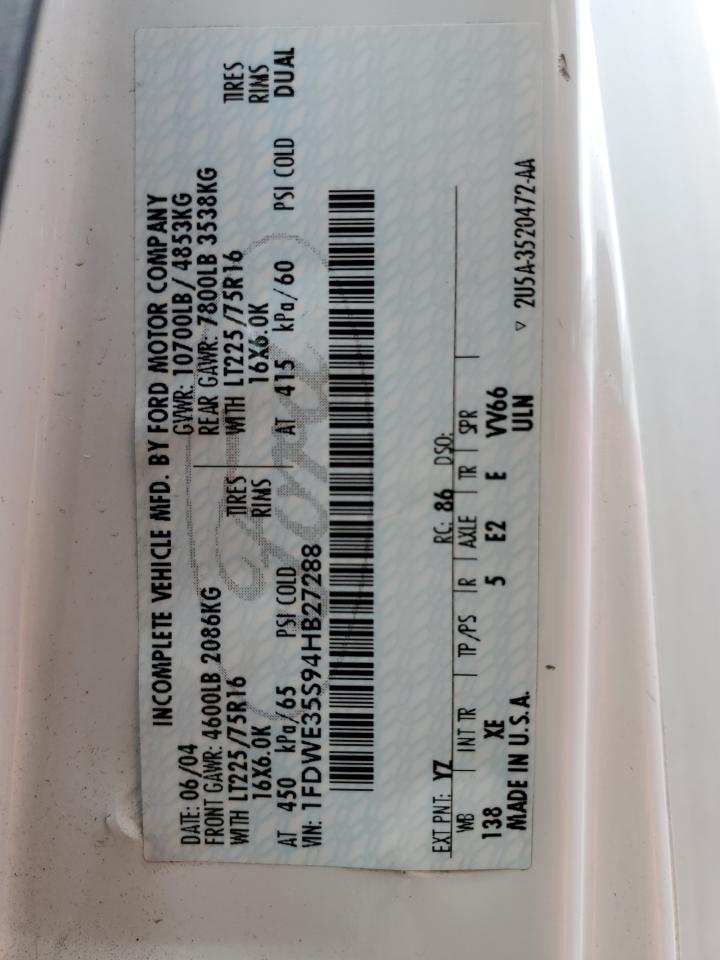 INCOMPLETE VEHICLE MFD. BY FORD MOTOR COMPANY
DATE: 06/04 GVWR: 10700LB/4853KG
FRONT GAWR: 4600LB 2086KG REAR GAWR: 7800LB 3538KG
WITH LT225/75R16 TIRES WITH LT225/75R16 TIRES
16X6.0K RIMS 16X6.0K RIMS
AT 450 kPa/65 PSI COLD AT 415 kPa/60 PSI COLD DUAL
VIN: 1FDWE35S94HB27288
Ford
EXT PNT: YZ RC: 86 DSO:
WB INT TR TP/PS R AXLE TR SPR
138 XE 5 E2 E VV66
MADE IN U.S.A. ULN
▿ 2U5A-3520472-AA